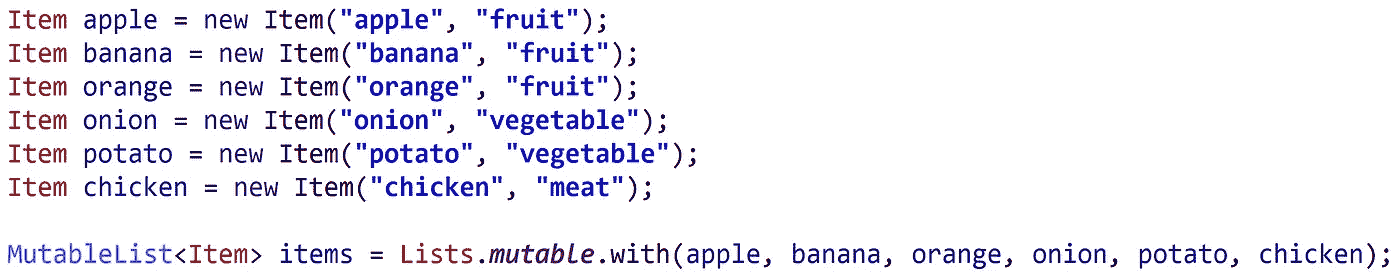 Item apple = new Item("apple", "fruit");
Item banana = new Item("banana", "fruit");
Item orange = new Item("orange", "fruit");
Item onion = new Item("onion", "vegetable");
Item potato = new Item("potato", "vegetable");
Item chicken = new Item("chicken", "meat");
MutableList<Item> items = Lists.mutable.with(apple, banana, orange, onion, potato, chicken);